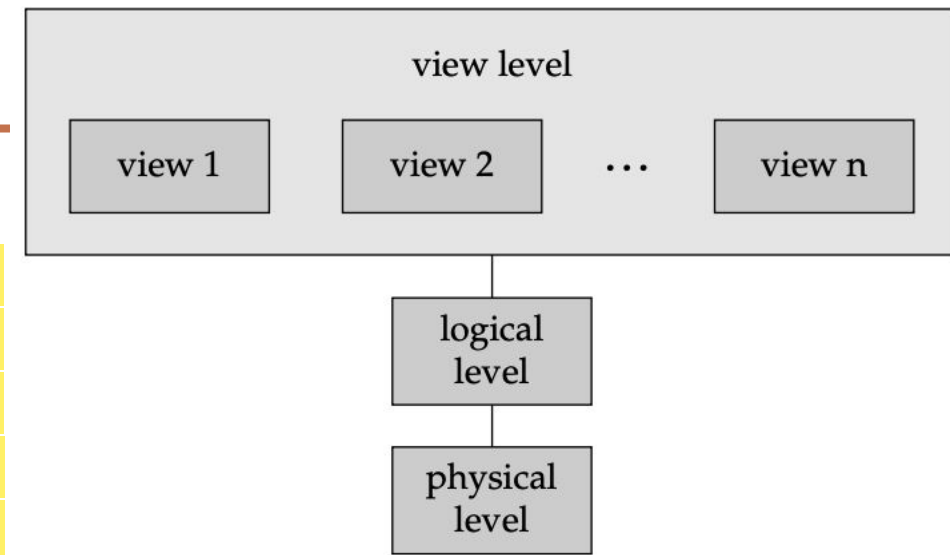 view level
view 1
view 2
...
view n
logical
level
physical
level